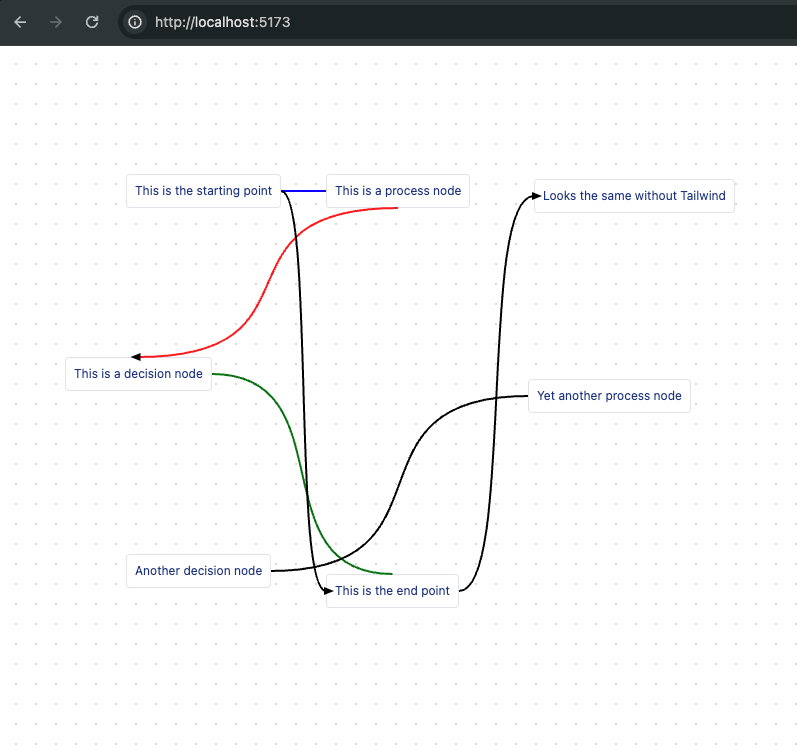 http://localhost:5173
This is the starting point
This is a process node
Looks the same without Tailwind
This is a decision node
Yet another process node
Another decision node
This is the end point